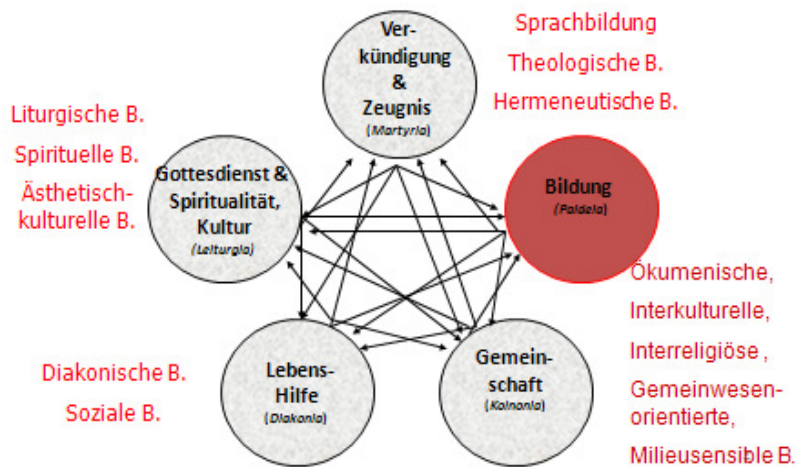 Ver-
kündigung
&
Zeugnis
(Martyria)
Sprachbildung
Theologische B.
Hermeneutische B.
Liturgische B.
Spirituelle B.
Ästhetisch-
kulturelle B.
Gottesdienst &
Spiritualität,
Kultur
(Leiturgia)
Bildung
(Paideia)
Ökumenische,
Interkulturelle,
Interreligiöse ,
Gemeinwesen-
orientierte,
Milieusensible B.
Diakonische B.
Soziale B.
Lebens-
Hilfe
(Diakonia)
Gemein-
schaft
(Koinonia)